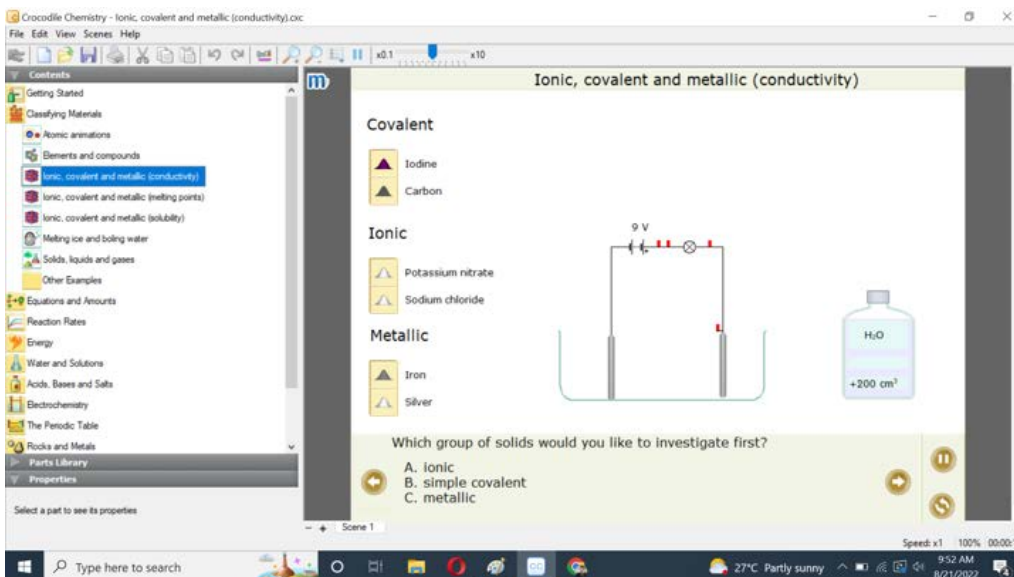 Crocodile Chemistry - Ionic, covalent and metallic (conductivity).cxc
File Edit View Scenes Help
x0.1 x10
Contents
Getting Started
Classifying Materials
Atomic animations
Elements and compounds
Ionic, covalent and metallic (conductivity)
Ionic, covalent and metallic (melting points)
Ionic, covalent and metallic (solubility)
Melting ice and boiling water
Solids, liquids and gases
Other Examples
Equations and Amounts
Reaction Rates
Energy
Water and Solutions
Acids, Bases and Salts
Electrochemistry
The Periodic Table
Rocks and Metals
Parts Library
Properties
Select a part to see its properties
m
Ionic, covalent and metallic (conductivity)
Covalent
Iodine
Carbon
Ionic
Potassium nitrate
Sodium chloride
Metallic
Iron
Silver
9 V
H₂O
+200 cm³
Which group of solids would you like to investigate first?
A. ionic
B. simple covalent
C. metallic
− + Scene 1
Speed: x1 100% 00:00:
Type here to search
27°C Partly sunny
9:52 AM
8/21/2022